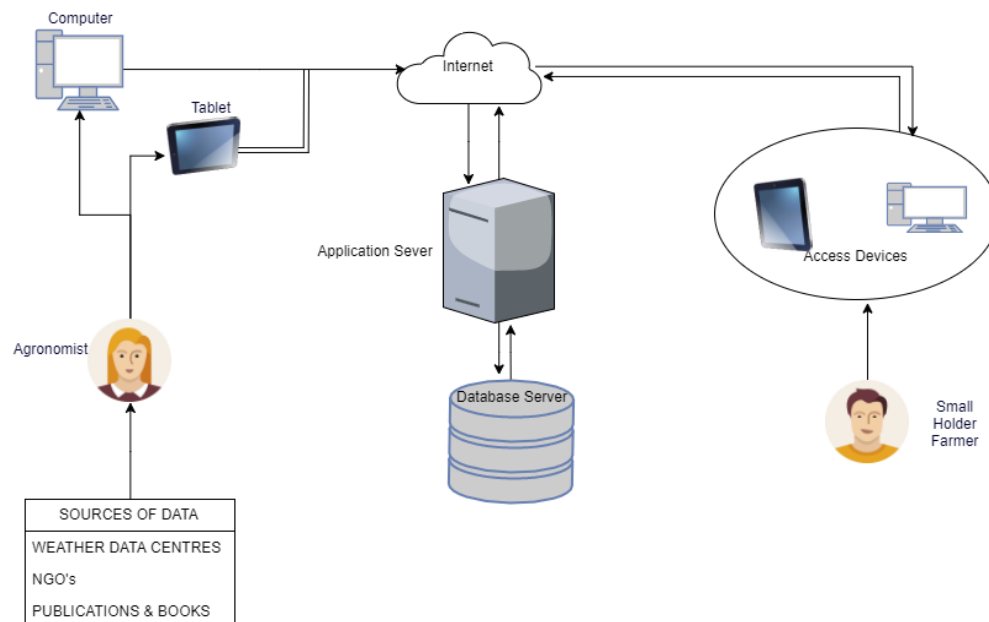 Computer
Internet
Tablet
Application Sever
Access Devices
Agronomist
Database Server
Small
Holder
Farmer
SOURCES OF DATA
WEATHER DATA CENTRES
NGO's
PUBLICATIONS & BOOKS